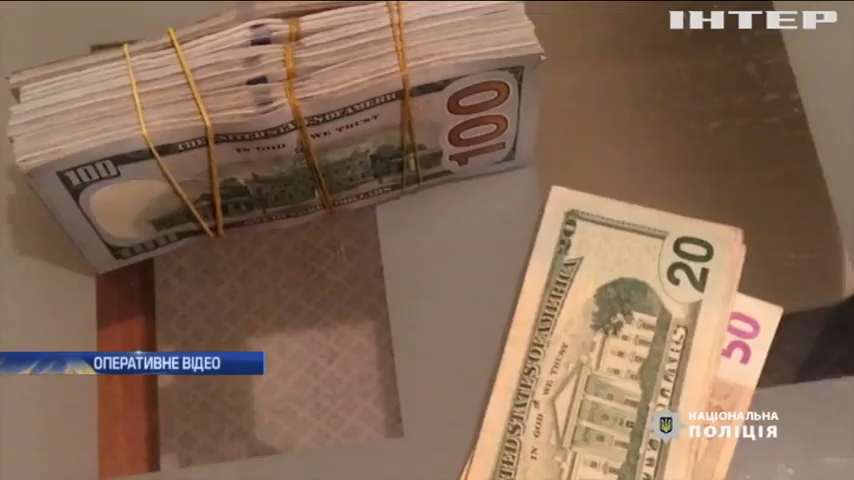 ІНТЕР
100
THE UNITED STATES OF AMERICA
IN GOD WE TRUST
100
20
20
UNITED STATES OF AMERICA
IN GOD WE TRUST
50
ОПЕРАТИВНЕ ВІДЕО
НАЦІОНАЛЬНА
ПОЛІЦІЯ